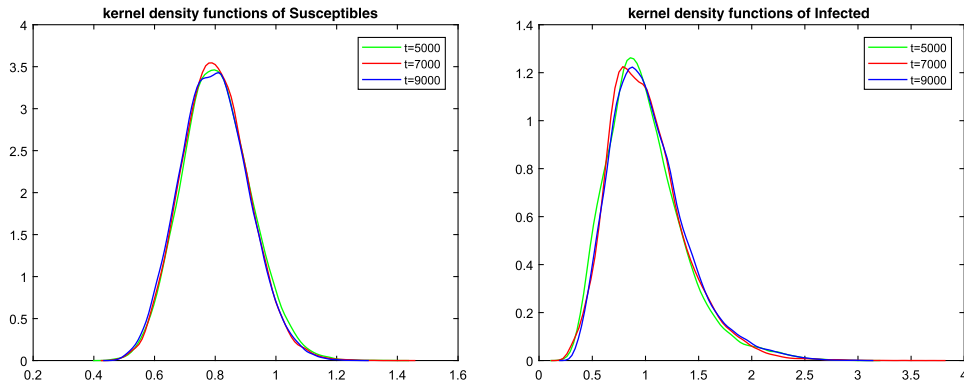 kernel density functions of Susceptibles
4
3.5
3
2.5
2
1.5
1
0.5
0
0.2 0.4 0.6 0.8 1 1.2 1.4 1.6
t=5000
t=7000
t=9000
kernel density functions of Infected
1.4
1.2
1
0.8
0.6
0.4
0.2
0
0 0.5 1 1.5 2 2.5 3 3.5 4
t=5000
t=7000
t=9000